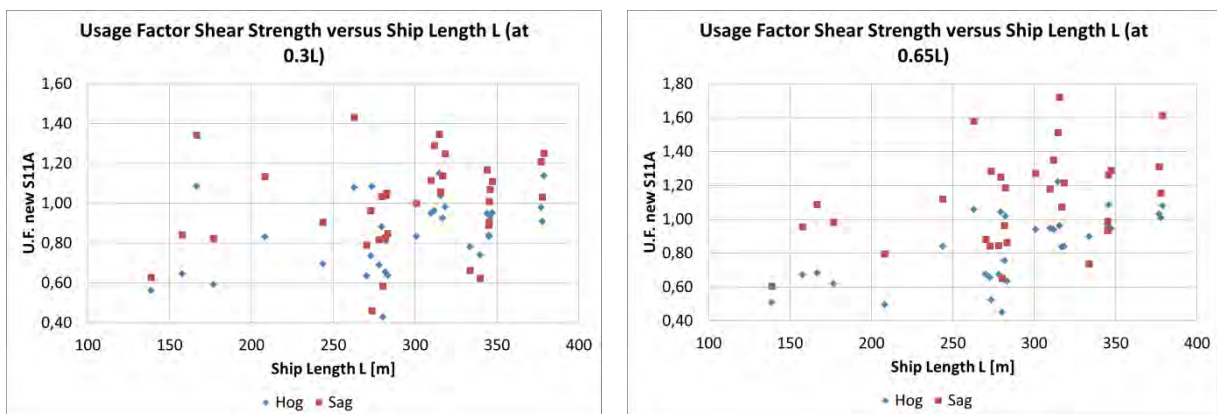 Usage Factor Shear Strength versus Ship Length L (at
0.3L)
1,60
1,40
1,20
1,00
0,80
0,60
0,40
U.F. new S11A
100 150 200 250 300 350 400
Ship Length L [m]
Hog Sag
Usage Factor Shear Strength versus Ship Length L (at
0.65L)
1,80
1,60
1,40
1,20
1,00
0,80
0,60
0,40
U.F. new S11A
100 150 200 250 300 350 400
Ship Length L [m]
Hog Sag